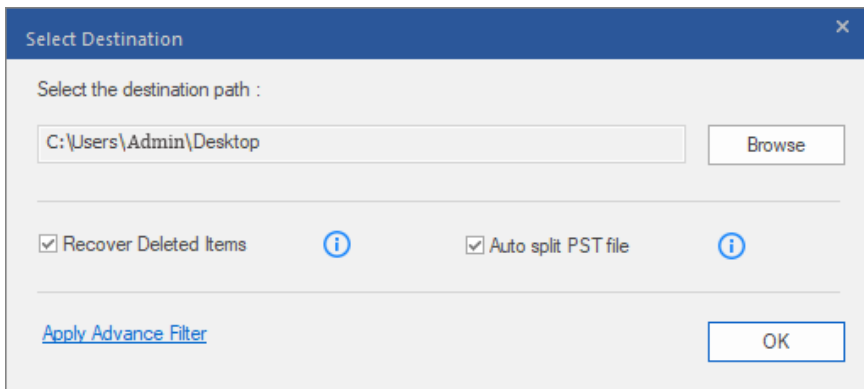 Select Destination
Select the destination path :
C:\Users\Admin\Desktop
Browse
Recover Deleted Items
Auto split PST file
Apply Advance Filter
OK